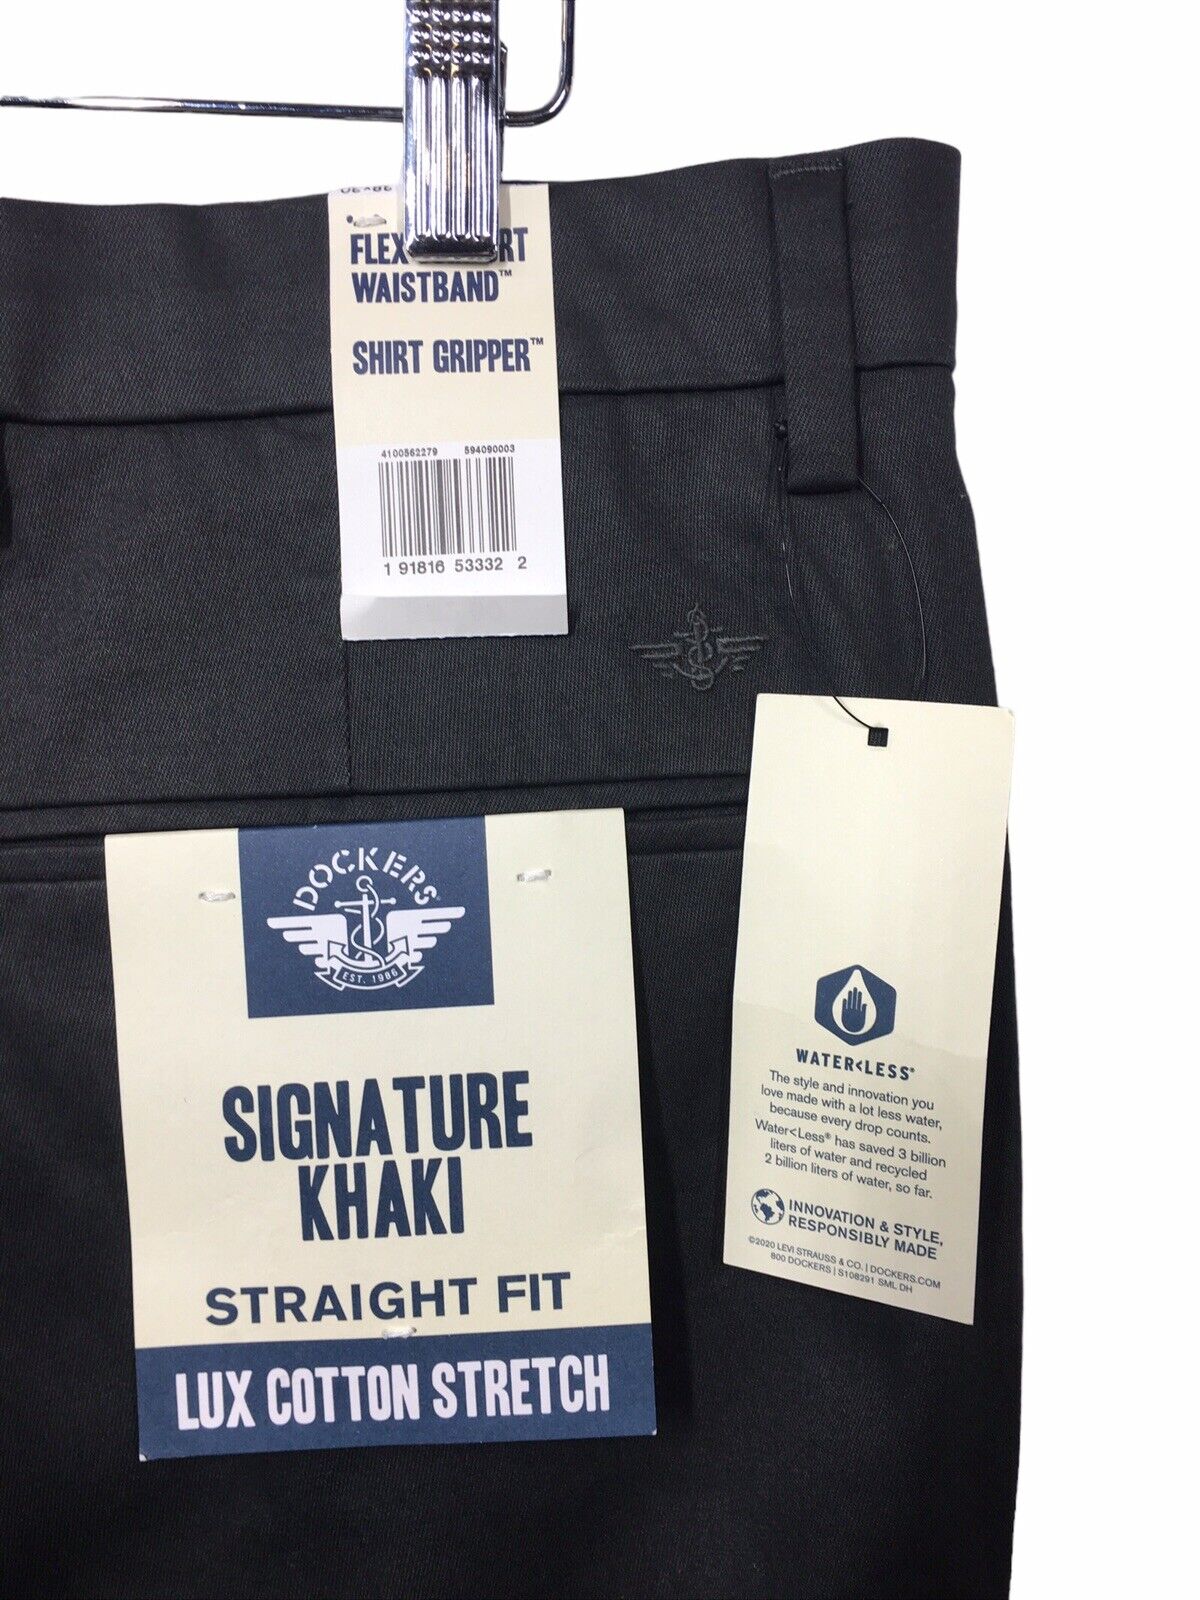 FLEX
WAISTBAND™
SHIRT GRIPPER™
4100562279 594090003
1 91816 53332 2
DOCKERS®
EST. 1986
SIGNATURE
KHAKI
STRAIGHT FIT
LUX COTTON STRETCH
WATER<LESS®
The style and innovation you
love made with a lot less water,
because every drop counts.
Water<Less® has saved 3 billion
liters of water and recycled
2 billion liters of water, so far.
INNOVATION & STYLE,
RESPONSIBLY MADE
©2020 LEVI STRAUSS & CO. | DOCKERS.COM
800 DOCKERS | S108291 SML DH